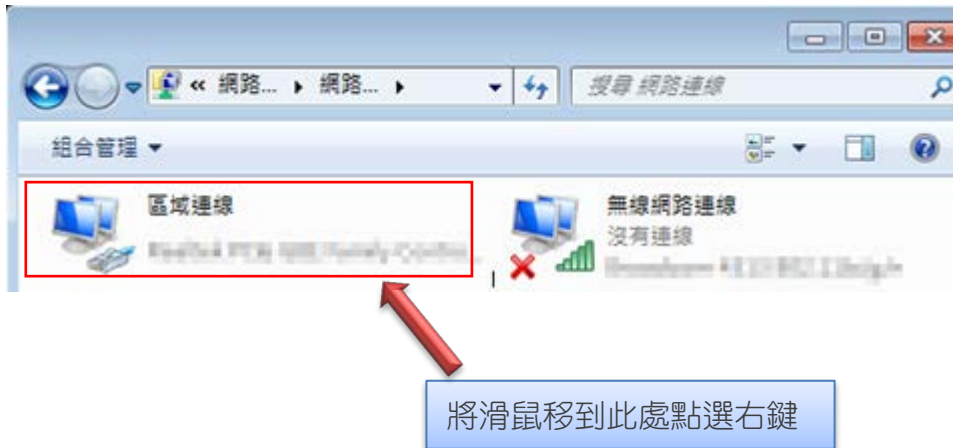 « 網路... ▸ 網路... ▸
搜尋 網路連線
組合管理
區域連線
無線網路連線
沒有連線
將滑鼠移到此處點選右鍵